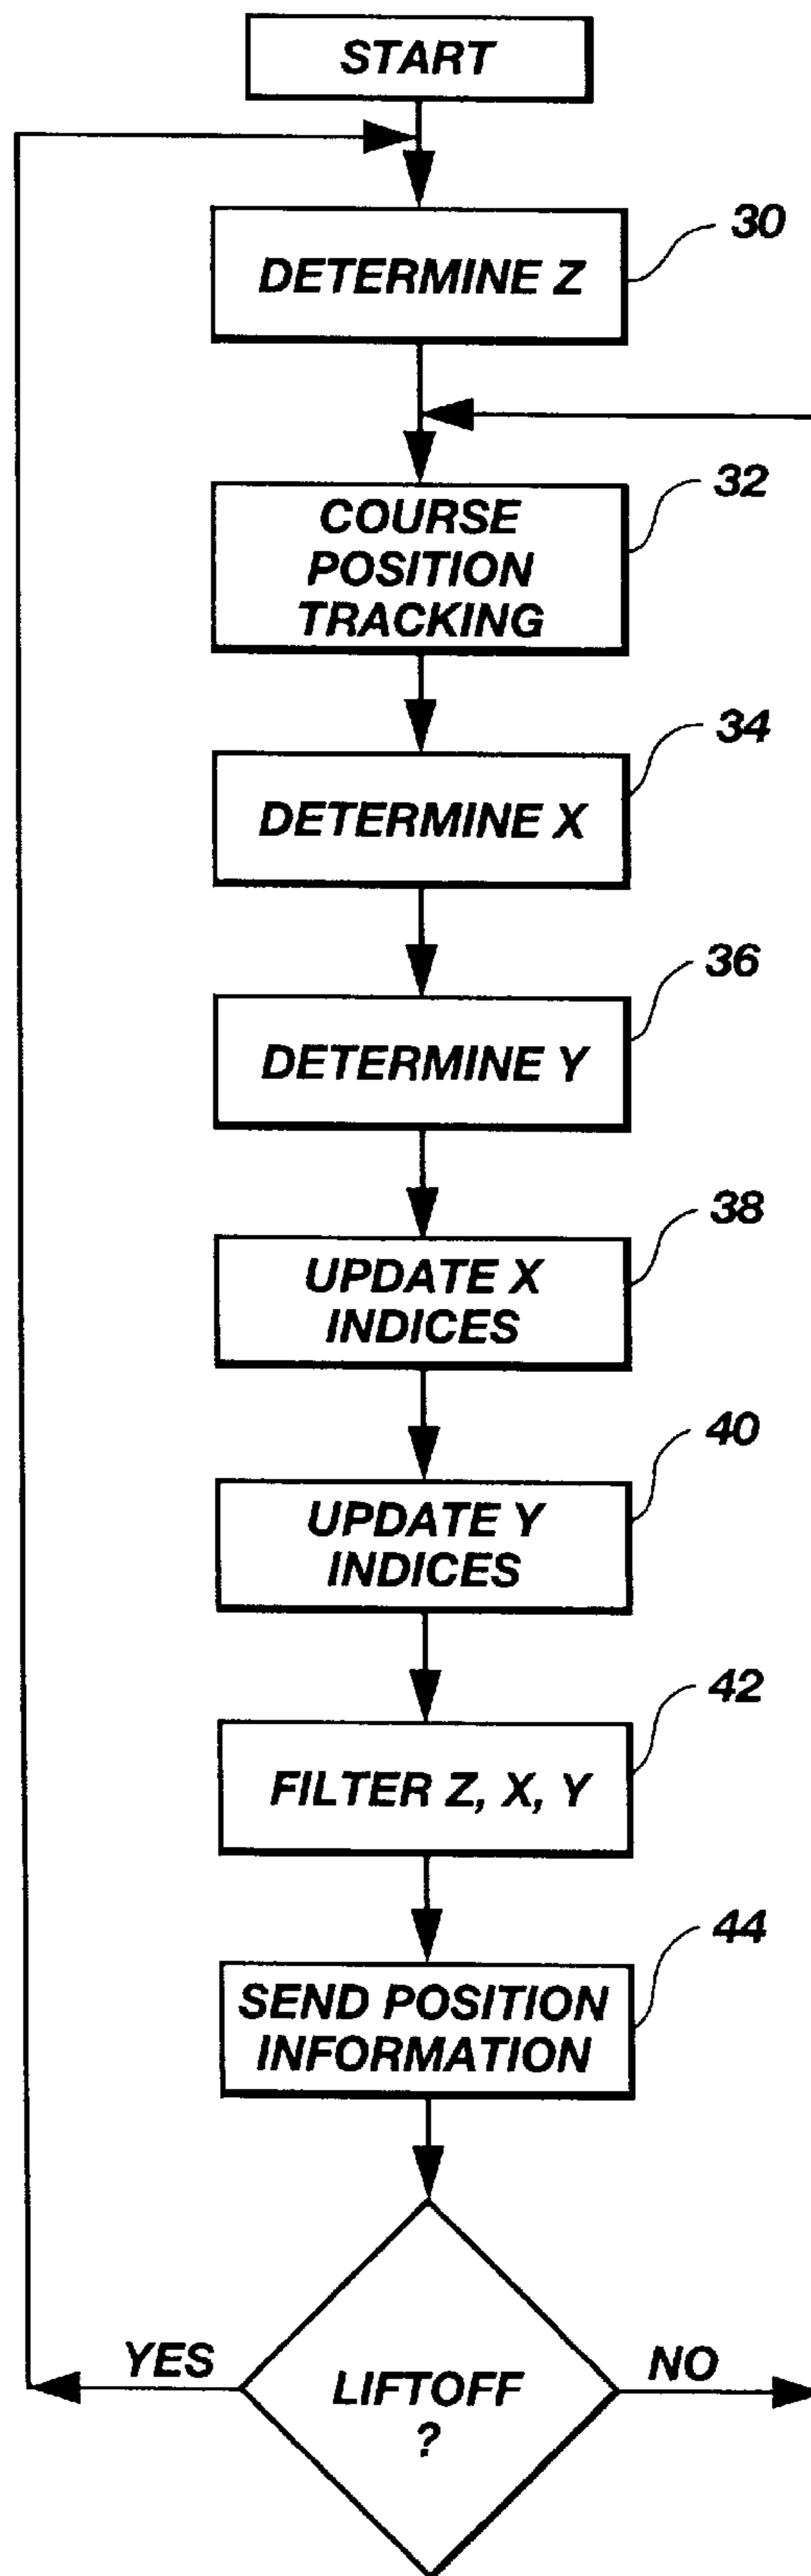 START
30
DETERMINE Z
32
COURSE
POSITION
TRACKING
34
DETERMINE X
36
DETERMINE Y
38
UPDATE X
INDICES
40
UPDATE Y
INDICES
42
FILTER Z, X, Y
44
SEND POSITION
INFORMATION
YES
NO
LIFTOFF
?